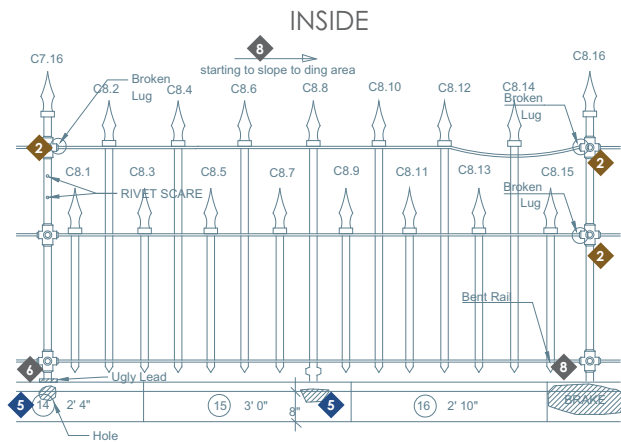 INSIDE
8
C7.16
C8.16
starting to slope to ding area
Broken
Lug
C8.2
C8.4
C8.6
C8.8
C8.10
C8.12
C8.14
Broken
Lug
2
2
C8.1
C8.3
C8.5
C8.7
C8.9
C8.11
C8.13
C8.15
RIVET SCARE
Broken
Lug
2
Bent Rail
6
Ugly Lead
8
5
14
2' 4"
15
3' 0"
8"
5
16
2' 10"
BRAKE
Hole